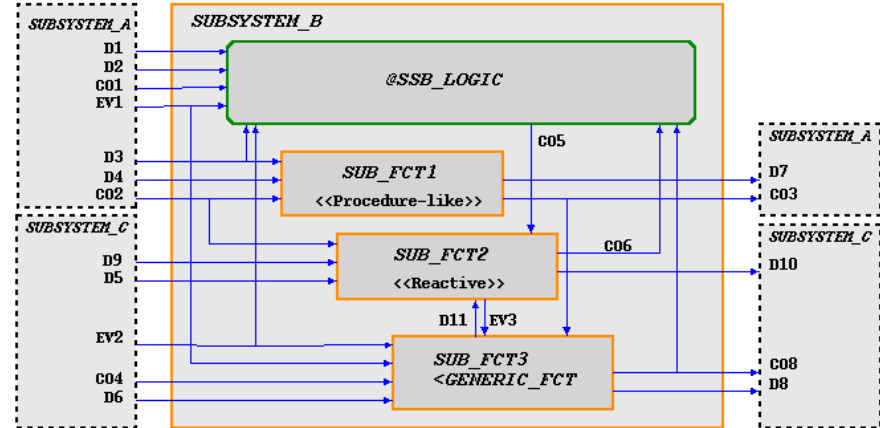 SUBSYSTEM_A
D1
D2
CO1
EV1
D3
D4
CO2
SUBSYSTEM_C
D9
D5
EV2
CO4
D6
SUBSYSTEM_B
@SSB_LOGIC
CO5
SUB_FCT1
<<Procedure-like>>
SUB_FCT2
<<Reactive>>
CO6
D11
EV3
SUB_FCT3
<GENERIC_FCT
SUBSYSTEM_A
D7
CO3
SUBSYSTEM_C
D10
CO8
D8